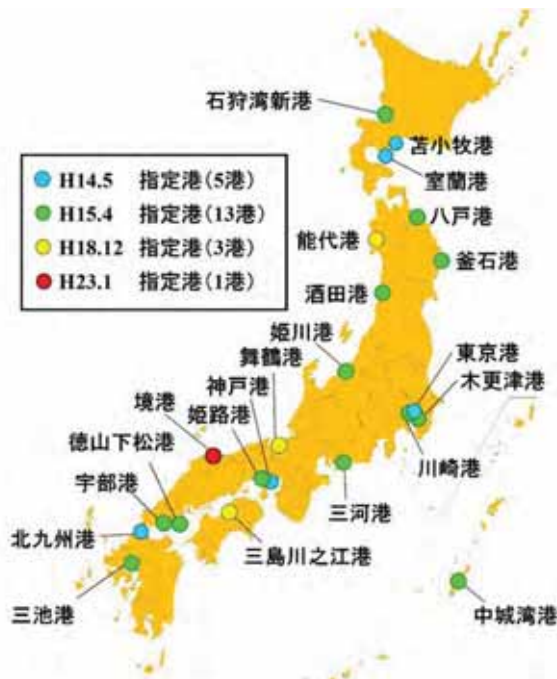 石狩湾新港
苫小牧港
室蘭港
H14.5 指定港(5港)
H15.4 指定港(13港)
H18.12 指定港(3港)
H23.1 指定港(1港)
八戸港
能代港
釜石港
酒田港
姫川港
舞鶴港
東京港
神戸港
木更津港
姫路港
境港
徳山下松港
川崎港
宇部港
三河港
北九州港
三島川之江港
三池港
中城湾港